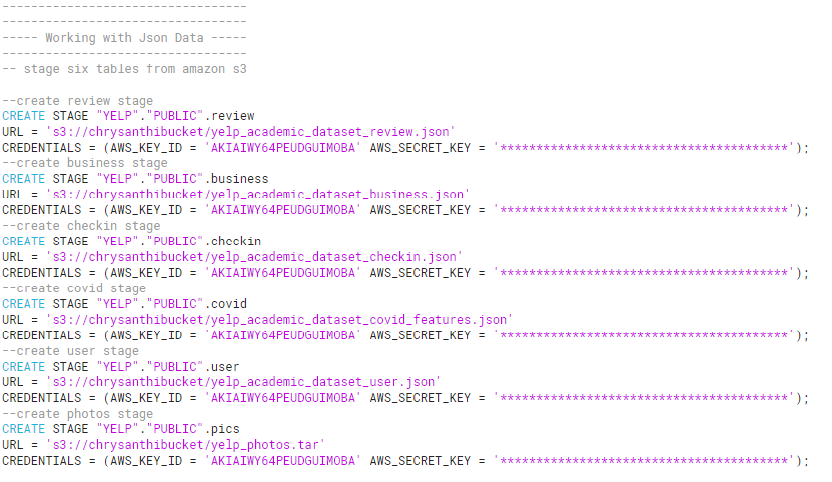 ----------------------------------
----------------------------------
----- Working with Json Data -----
----------------------------------
-- stage six tables from amazon s3
--create review stage
CREATE STAGE "YELP"."PUBLIC".review
URL = 's3://chrysanthibucket/yelp_academic_dataset_review.json'
CREDENTIALS = (AWS_KEY_ID = 'AKIAIWY64PEUDGUIMOBA' AWS_SECRET_KEY = '****************************************');
--create business stage
CREATE STAGE "YELP"."PUBLIC".business
URL = 's3://chrysanthibucket/yelp_academic_dataset_business.json'
CREDENTIALS = (AWS_KEY_ID = 'AKIAIWY64PEUDGUIMOBA' AWS_SECRET_KEY = '****************************************');
--create checkin stage
CREATE STAGE "YELP"."PUBLIC".checkin
URL = 's3://chrysanthibucket/yelp_academic_dataset_checkin.json'
CREDENTIALS = (AWS_KEY_ID = 'AKIAIWY64PEUDGUIMOBA' AWS_SECRET_KEY = '****************************************');
--create covid stage
CREATE STAGE "YELP"."PUBLIC".covid
URL = 's3://chrysanthibucket/yelp_academic_dataset_covid_features.json'
CREDENTIALS = (AWS_KEY_ID = 'AKIAIWY64PEUDGUIMOBA' AWS_SECRET_KEY = '****************************************');
--create user stage
CREATE STAGE "YELP"."PUBLIC".user
URL = 's3://chrysanthibucket/yelp_academic_dataset_user.json'
CREDENTIALS = (AWS_KEY_ID = 'AKIAIWY64PEUDGUIMOBA' AWS_SECRET_KEY = '****************************************');
--create photos stage
CREATE STAGE "YELP"."PUBLIC".pics
URL = 's3://chrysanthibucket/yelp_photos.tar'
CREDENTIALS = (AWS_KEY_ID = 'AKIAIWY64PEUDGUIMOBA' AWS_SECRET_KEY = '****************************************');